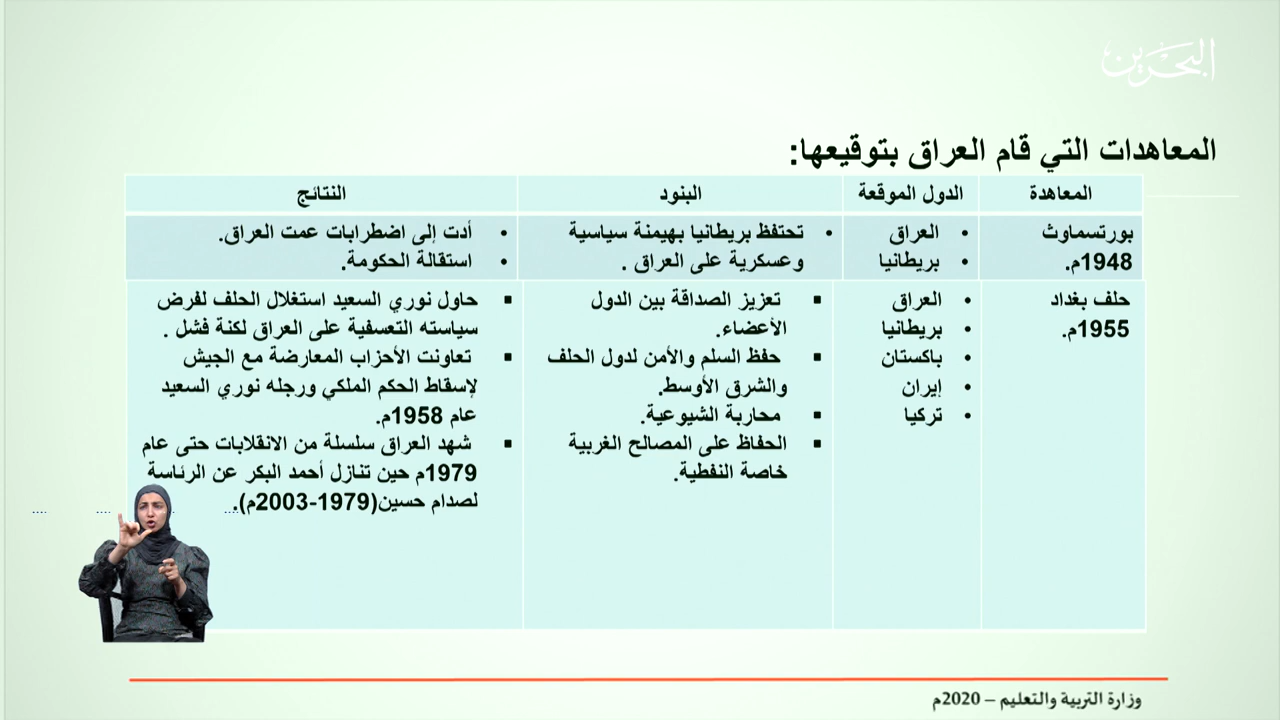 البحرين
المعاهدات التي قام العراق بتوقيعها:
المعاهدة
الدول الموقعة
البنود
النتائج
بورتسماوث
1948م.
• العراق
• بريطانيا
• تحتفظ بريطانيا بهيمنة سياسية
وعسكرية على العراق .
• أدت إلى اضطرابات عمت العراق.
• استقالة الحكومة.
حلف بغداد
1955م.
• العراق
• بريطانيا
• باكستان
• إيران
• تركيا
▪ تعزيز الصداقة بين الدول
الأعضاء.
▪ حفظ السلم والأمن لدول الحلف
والشرق الأوسط.
▪ محاربة الشيوعية.
▪ الحفاظ على المصالح الغربية
خاصة النفطية.
▪ حاول نوري السعيد استغلال الحلف لفرض
سياسته التعسفية على العراق لكنة فشل .
▪ تعاونت الأحزاب المعارضة مع الجيش
لإسقاط الحكم الملكي ورجله نوري السعيد
عام 1958م.
▪ شهد العراق سلسلة من الانقلابات حتى عام
1979م حين تنازل أحمد البكر عن الرئاسة
لصدام حسين(1979-2003م).
وزارة التربية والتعليم – 2020م